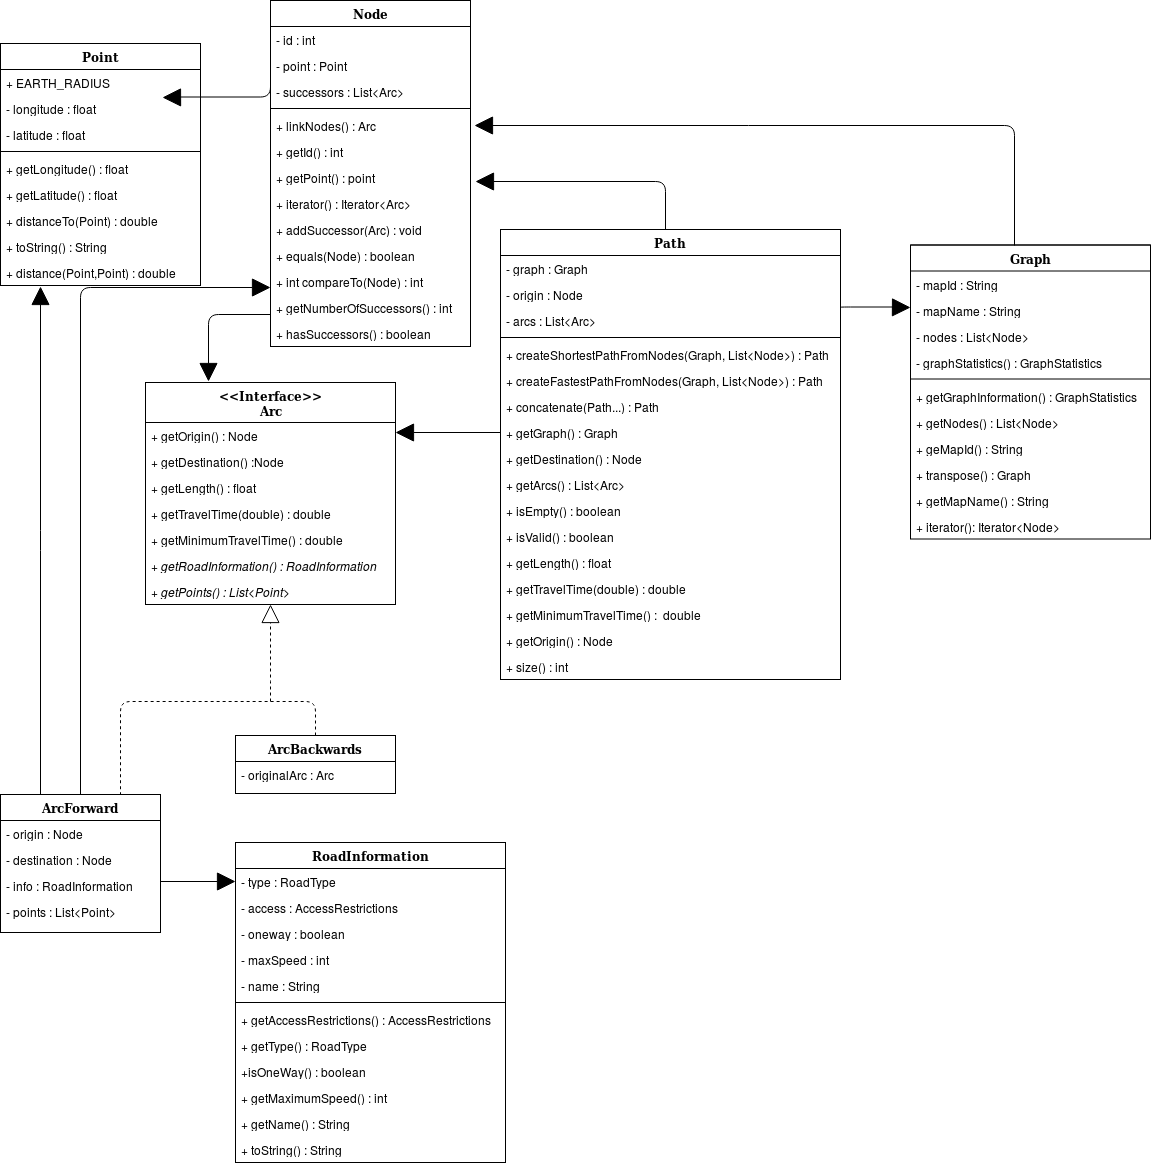 Node
- id : int
- point : Point
- successors : List<Arc>
+ linkNodes() : Arc
+ getId() : int
+ getPoint() : point
+ iterator() : Iterator<Arc>
+ addSuccessor(Arc) : void
+ equals(Node) : boolean
+ int compareTo(Node) : int
+ getNumberOfSuccessors() : int
+ hasSuccessors() : boolean
Point
+ EARTH_RADIUS
- longitude : float
- latitude : float
+ getLongitude() : float
+ getLatitude() : float
+ distanceTo(Point) : double
+ toString() : String
+ distance(Point,Point) : double
Path
- graph : Graph
- origin : Node
- arcs : List<Arc>
+ createShortestPathFromNodes(Graph, List<Node>) : Path
+ createFastestPathFromNodes(Graph, List<Node>) : Path
+ concatenate(Path...) : Path
+ getGraph() : Graph
+ getDestination() : Node
+ getArcs() : List<Arc>
+ isEmpty() : boolean
+ isValid() : boolean
+ getLength() : float
+ getTravelTime(double) : double
+ getMinimumTravelTime() : double
+ getOrigin() : Node
+ size() : int
Graph
- mapId : String
- mapName : String
- nodes : List<Node>
- graphStatistics() : GraphStatistics
+ getGraphInformation() : GraphStatistics
+ getNodes() : List<Node>
+ geMapId() : String
+ transpose() : Graph
+ getMapName() : String
+ iterator(): Iterator<Node>
<<Interface>>
Arc
+ getOrigin() : Node
+ getDestination() :Node
+ getLength() : float
+ getTravelTime(double) : double
+ getMinimumTravelTime() : double
+ getRoadInformation() : RoadInformation
+ getPoints() : List<Point>
ArcBackwards
- originalArc : Arc
ArcForward
- origin : Node
- destination : Node
- info : RoadInformation
- points : List<Point>
RoadInformation
- type : RoadType
- access : AccessRestrictions
- oneway : boolean
- maxSpeed : int
- name : String
+ getAccessRestrictions() : AccessRestrictions
+ getType() : RoadType
+isOneWay() : boolean
+ getMaximumSpeed() : int
+ getName() : String
+ toString() : String